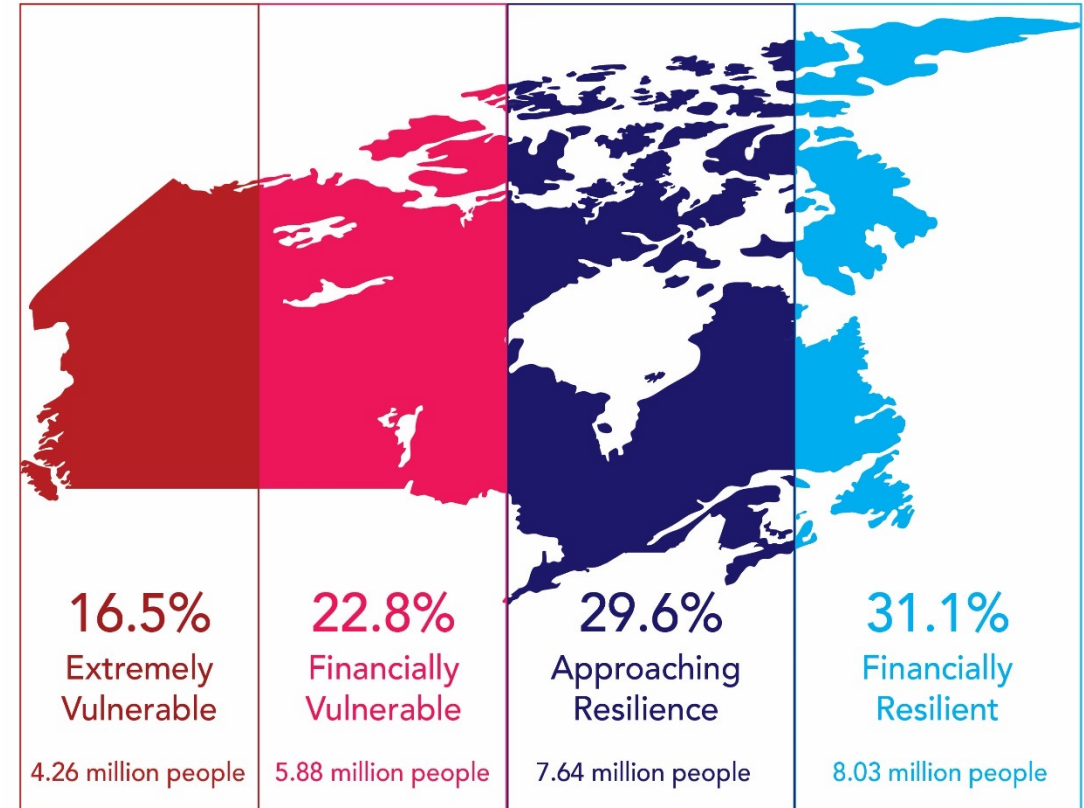 16.5%
Extremely
Vulnerable
4.26 million people
22.8%
Financially
Vulnerable
5.88 million people
29.6%
Approaching
Resilience
7.64 million people
31.1%
Financially
Resilient
8.03 million people